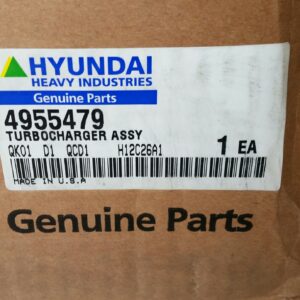 HYUNDAI
HEAVY INDUSTRIES
Genuine Parts
4955479
TURBOCHARGER ASSY
QK01 D1 QCD1 H12C26A1
1 EA
MADE IN U.S.A
Genuine Parts